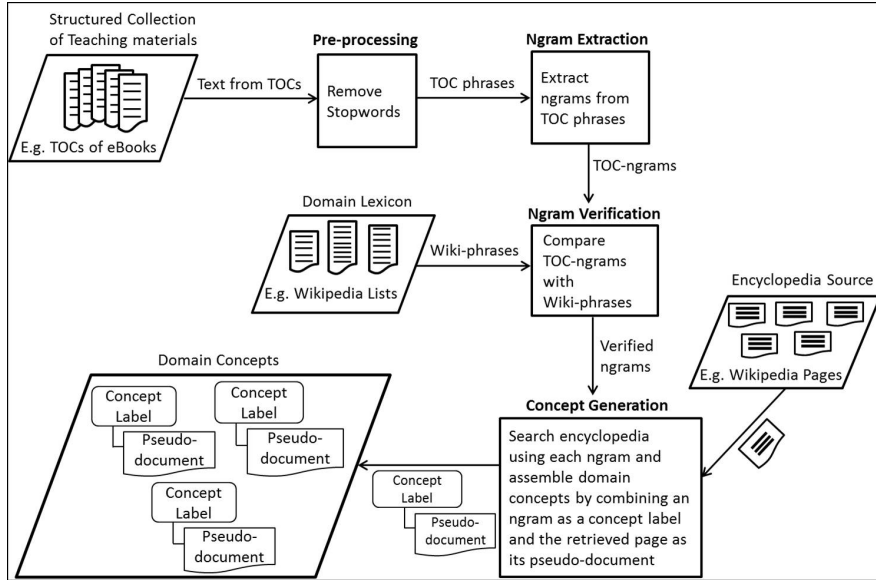 Structured Collection
of Teaching materials
E.g. TOCs of eBooks
Text from TOCs
Pre-processing
Remove
Stopwords
TOC phrases
Ngram Extraction
Extract
ngrams from
TOC phrases
TOC-ngrams
Domain Lexicon
E.g. Wikipedia Lists
Wiki-phrases
Ngram Verification
Compare
TOC-ngrams
with
Wiki-phrases
Encyclopedia Source
E.g. Wikipedia Pages
Verified
ngrams
Concept Generation
Search encyclopedia
using each ngram and
assemble domain
concepts by combining an
ngram as a concept label
and the retrieved page as
its pseudo-document
Concept
Label
Pseudo-
document
Domain Concepts
Concept
Label
Pseudo-
document
Concept
Label
Pseudo-
document
Concept
Label
Pseudo-
document